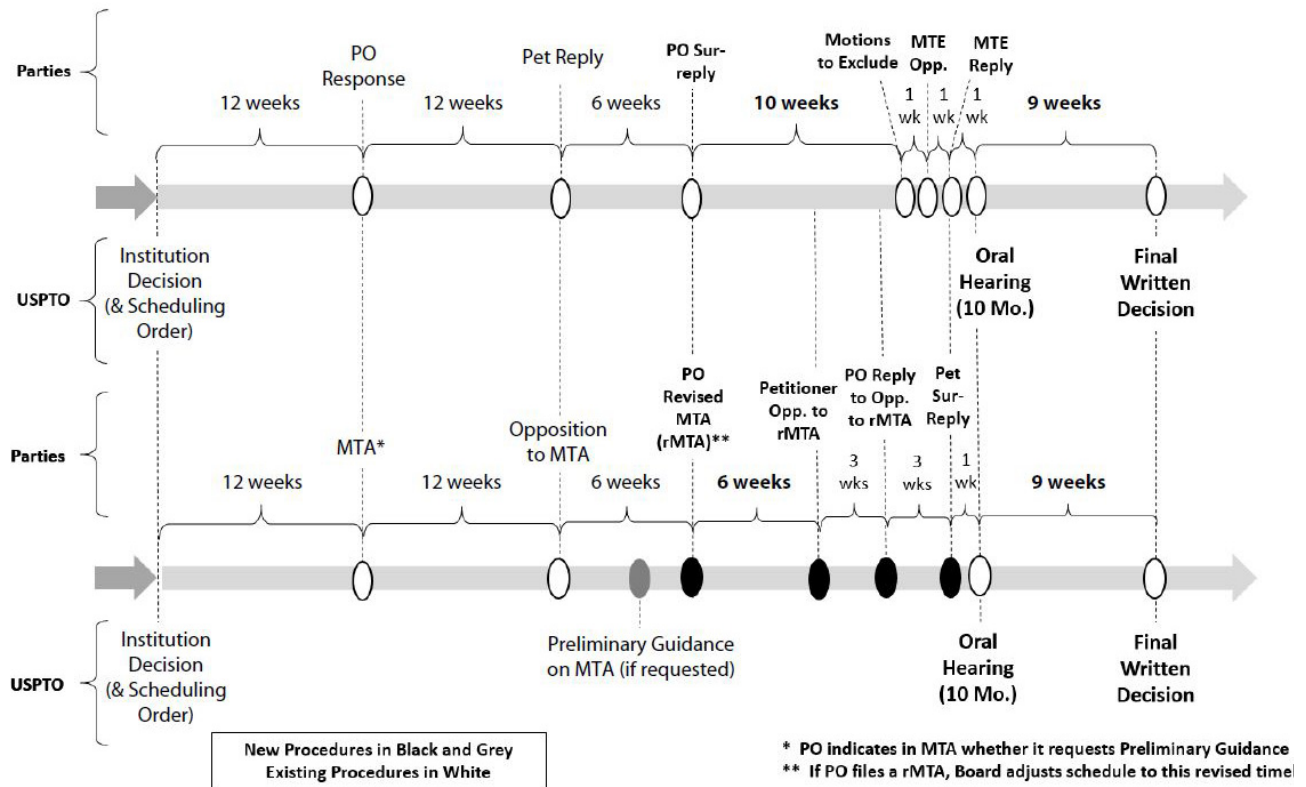 Parties
PO
Response
Pet Reply
PO Sur-
reply
Motions
to Exclude
MTE
Opp.
MTE
Reply
12 weeks
12 weeks
6 weeks
10 weeks
1
wk
1
wk
1
wk
9 weeks
USPTO
Institution
Decision
(& Scheduling
Order)
Oral
Hearing
(10 Mo.)
Final
Written
Decision
Parties
MTA*
Opposition
to MTA
PO
Revised
MTA
(rMTA)**
Petitioner
Opp. to
rMTA
PO Reply
to Opp.
to rMTA
Pet
Sur-
Reply
12 weeks
12 weeks
6 weeks
6 weeks
3
wks
3
wks
1
wk
9 weeks
USPTO
Institution
Decision
(& Scheduling
Order)
Preliminary Guidance
on MTA (if requested)
Oral
Hearing
(10 Mo.)
Final
Written
Decision
New Procedures in Black and Grey
Existing Procedures in White
* PO indicates in MTA whether it requests Preliminary Guidance
** If PO files a rMTA, Board adjusts schedule to this revised